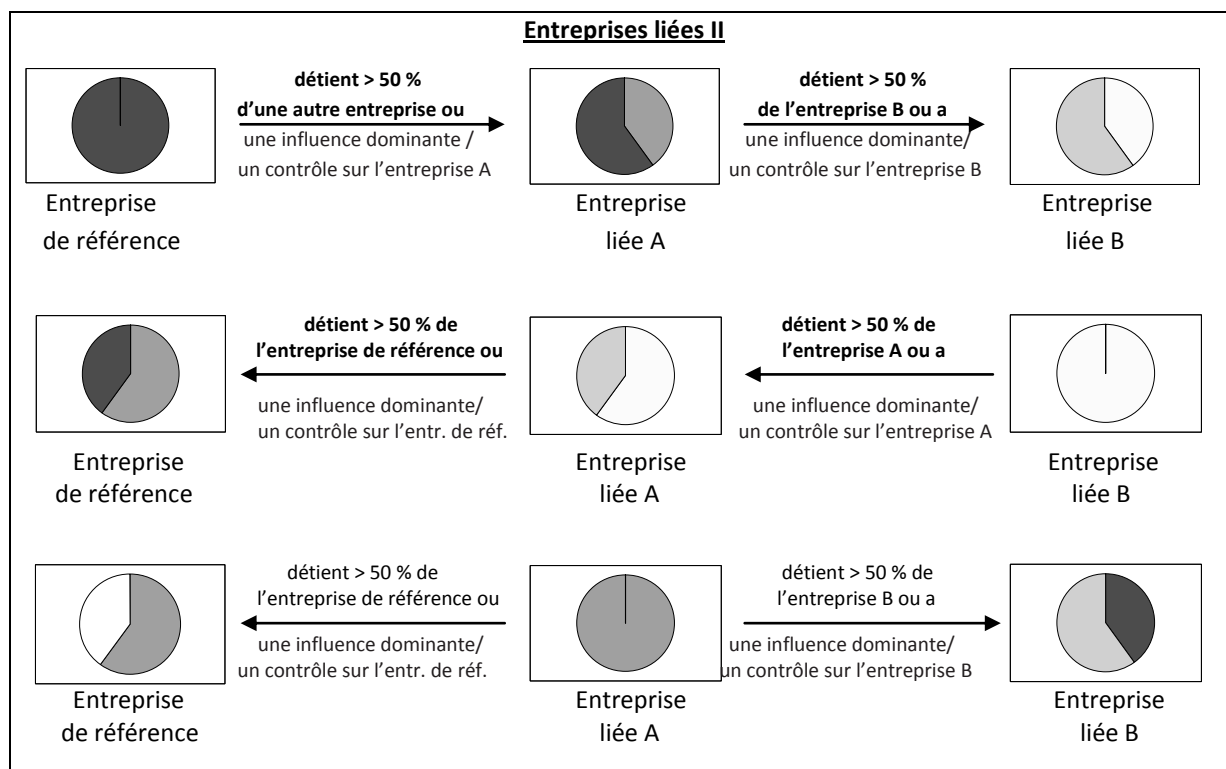 Entreprises liées II
détient > 50 %
d'une autre entreprise ou
une influence dominante /
un contrôle sur l'entreprise A
détient > 50 %
de l'entreprise B ou a
une influence dominante/
un contrôle sur l'entreprise B
Entreprise
de référence
Entreprise
liée A
Entreprise
liée B
détient > 50 % de
l'entreprise de référence ou
une influence dominante/
un contrôle sur l'entr. de réf.
détient > 50 % de
l'entreprise A ou a
une influence dominante/
un contrôle sur l'entreprise A
Entreprise
de référence
Entreprise
liée A
Entreprise
liée B
détient > 50 % de
l'entreprise de référence ou
une influence dominante/
un contrôle sur l'entr. de réf.
détient > 50 % de
l'entreprise B ou a
une influence dominante/
un contrôle sur l'entreprise B
Entreprise
de référence
Entreprise
liée A
Entreprise
liée B